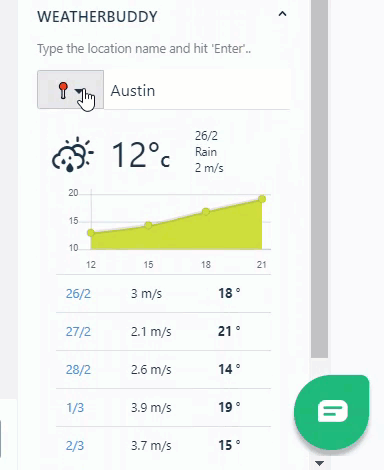 WEATHERBUDDY
Type the location name and hit 'Enter'..
Austin
12°c
26/2
Rain
2 m/s
20
15
10
12 15 18 21
26/2 3 m/s 18 °
27/2 2.1 m/s 21 °
28/2 2.6 m/s 14 °
1/3 3.9 m/s 19 °
2/3 3.7 m/s 15 °